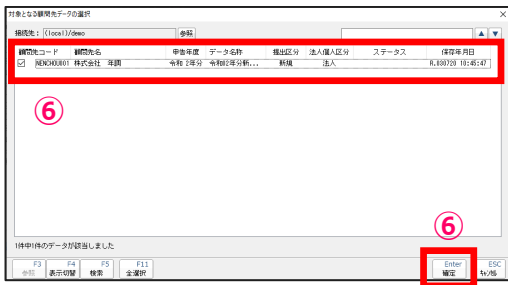 対象となる顧問先データの選択
接続先： (local)/demo 参照
顧問先コード 顧問先名 申告年度 データ名称 提出区分 法人個人区分 ステータス 保存年月日
NENCHOU001 株式会社 年調 令和 2年分 令和02年分新... 新規 法人 R.030720 10:45:47
⑥
⑥
1件中1件のデータが該当しました
F3 F4 F5 F11 Enter ESC
参照 表示切替 検索 全選択 確定 ｷｬﾝｾﾙ